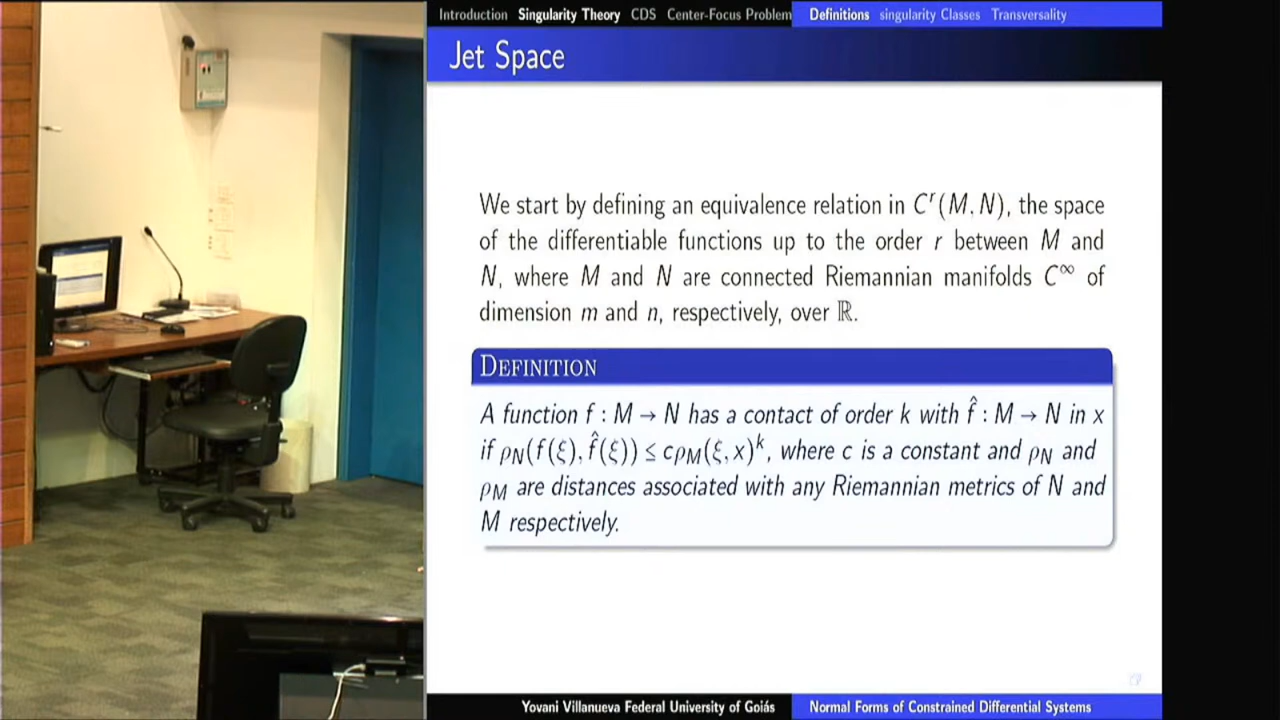 Introduction Singularity Theory CDS Center-Focus Problem Definitions singularity Classes Transversality
Jet Space
We start by defining an equivalence relation in Cʳ(M, N), the space
of the differentiable functions up to the order r between M and
N, where M and N are connected Riemannian manifolds C^∞ of
dimension m and n, respectively, over ℝ.
DEFINITION
A function f : M → N has a contact of order k with f̂ : M → N in x
if ρ_N(f(ξ), f̂(ξ)) ≤ cρ_M(ξ, x)^k, where c is a constant and ρ_N and
ρ_M are distances associated with any Riemannian metrics of N and
M respectively.
Yovani Villanueva Federal University of Goiás Normal Forms of Constrained Differential Systems